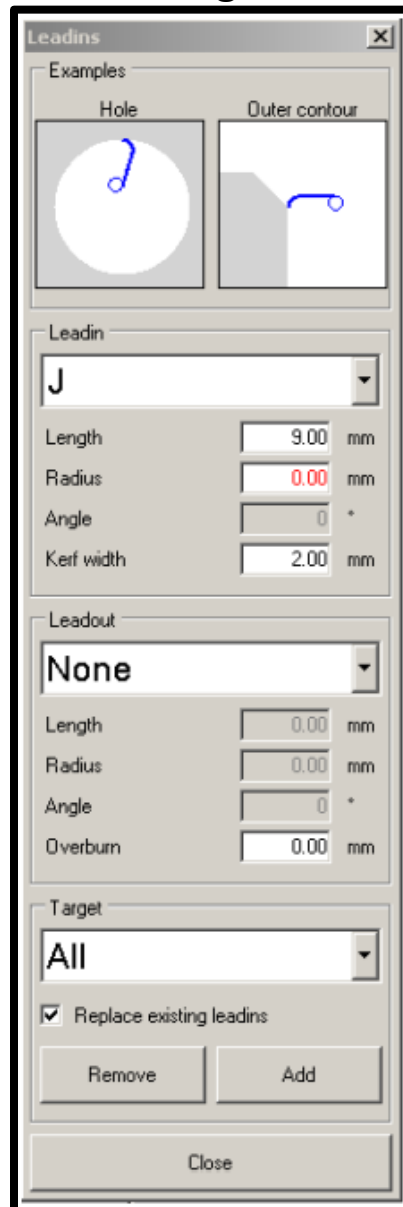 Leadins
Examples
Hole Outer contour
Leadin
J
Length 9.00 mm
Radius 0.00 mm
Angle 0 °
Kerf width 2.00 mm
Leadout
None
Length 0.00 mm
Radius 0.00 mm
Angle 0 °
Overburn 0.00 mm
Target
All
Replace existing leadins
Remove Add
Close